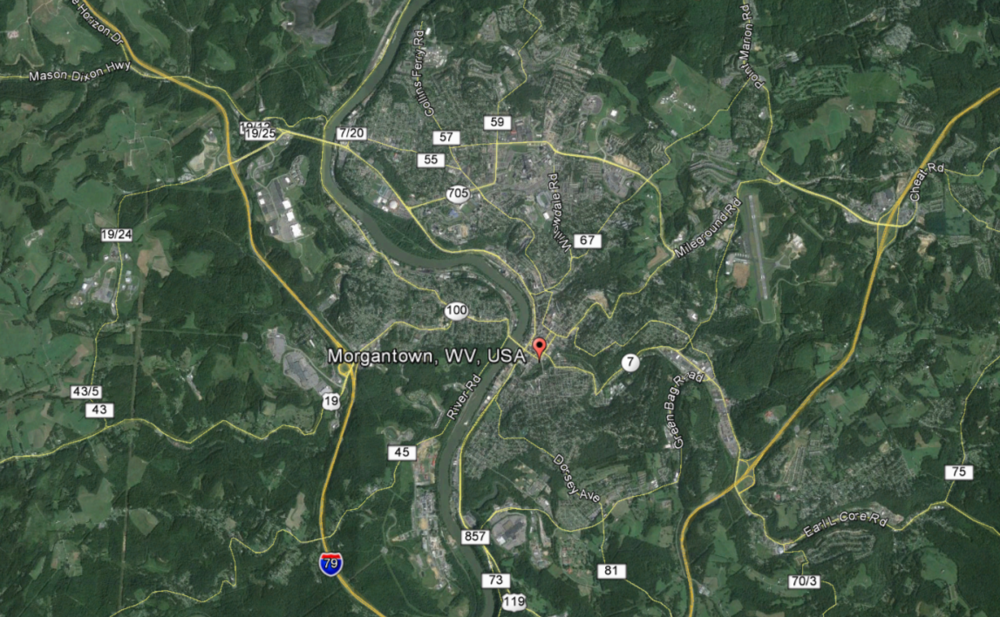 e Horizon Dr
Mason Dixon Hwy
Collins Ferry Rd
Point Marion Rd
59
19/25
7/20
57
55
705
Cheat Rd
Willowdale Rd
67
Mileground Rd
19/24
100
Morgantown, WV, USA
7
43/5
43
19
River Rd
Green Bag Road
45
Dorsey Ave
75
Earl L Core Rd
857
79
73
81
70/3
119